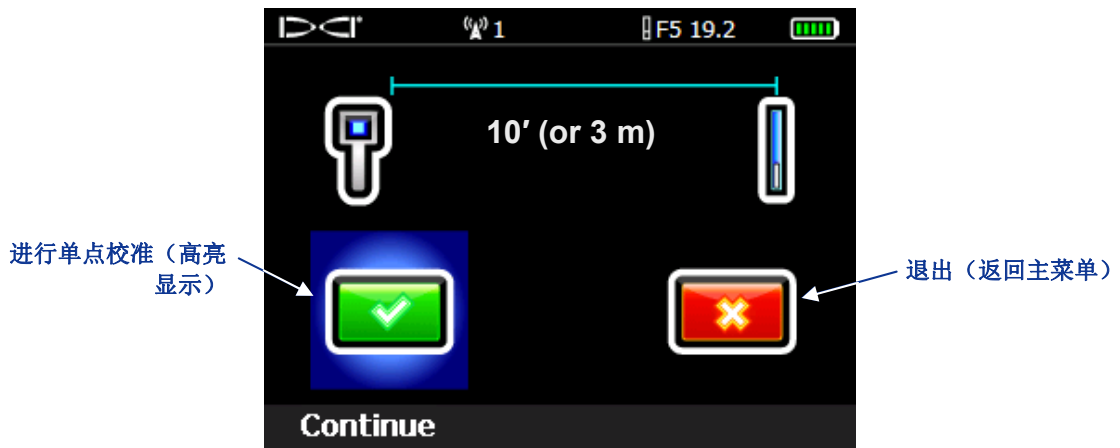 DCI
1
F5 19.2
10′ (or 3 m)
进行单点校准（高亮
显示）
退出（返回主菜单）
Continue